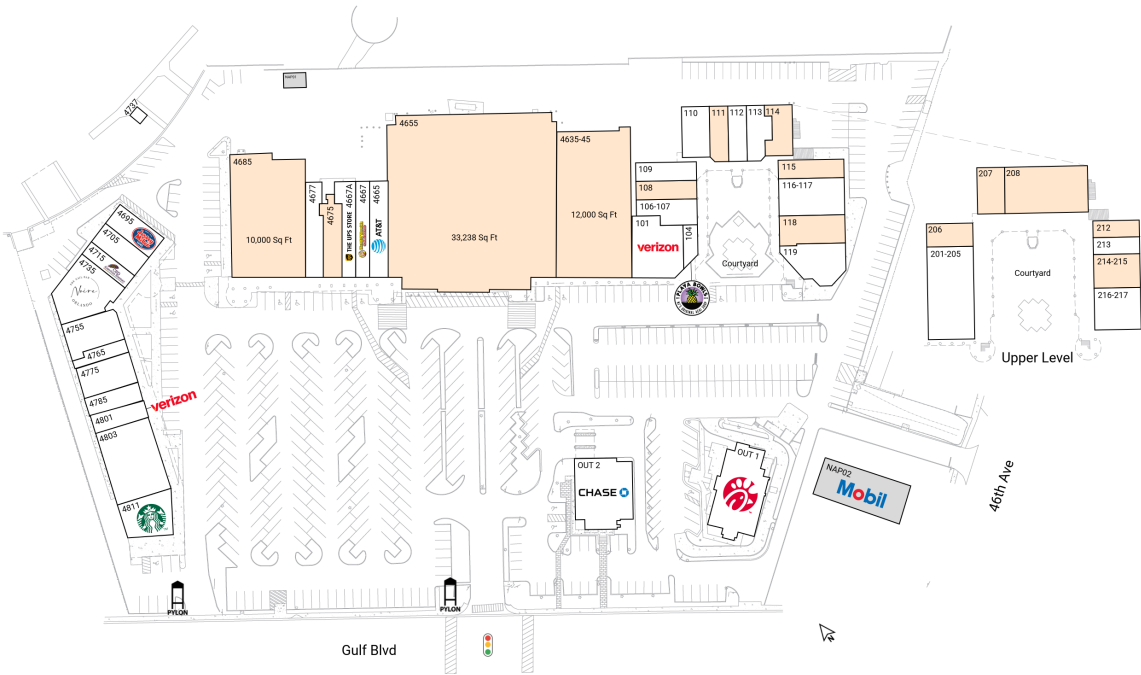 NAP03
4737
4655
4635-45
12,000 Sq Ft
33,238 Sq Ft
4685
10,000 Sq Ft
4677
4675
THE UPS STORE 4667A
4667
4665
AT&T
110
111
112
113
114
109
108
106-107
101
verizon
104
115
116-117
118
119
Courtyard
PLAYA BOWLS
207
208
206
201-205
212
213
214-215
216-217
Courtyard
Upper Level
4695
4705
4715
4735
4755
4765
4775
4785
verizon
4801
4803
4811
OUT 2
CHASE
OUT 1
NAP02
Mobil
46th Ave
PYLON
PYLON
Gulf Blvd
N